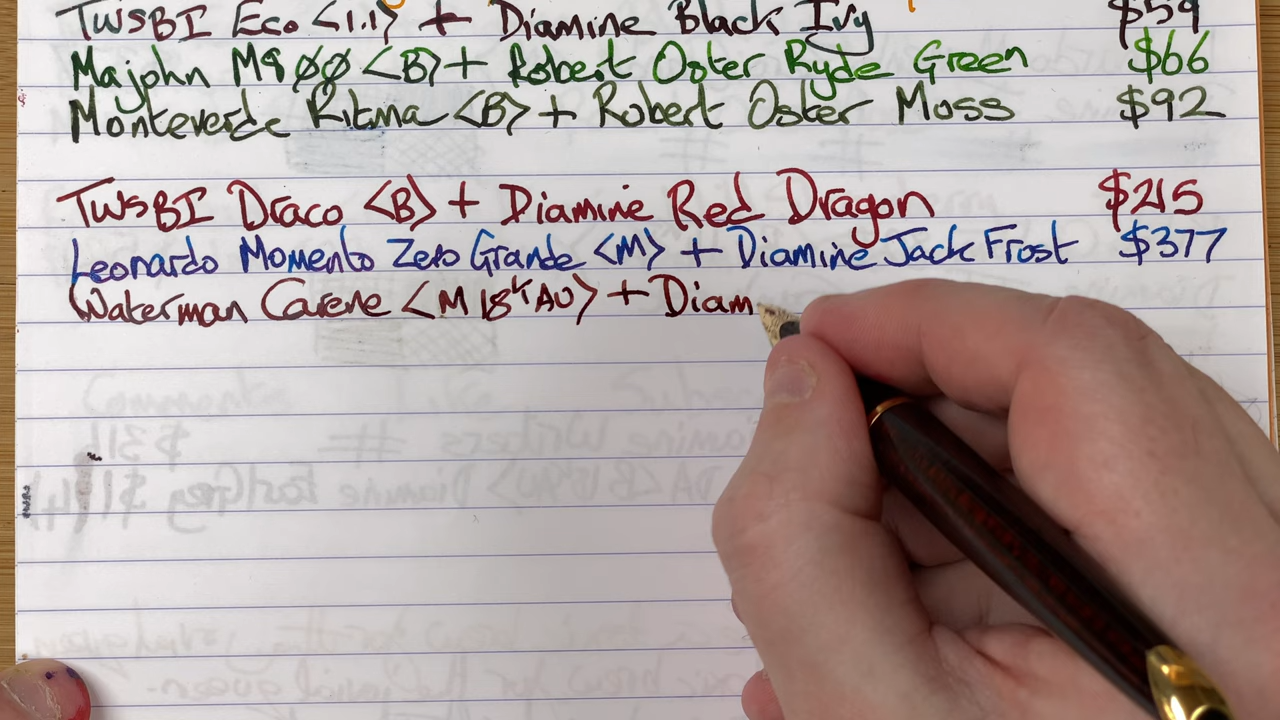 TWSBI Eco <1.1> + Diamine Black Ivy $59
Majohn M800 <B> + Robert Oster Ryde Green $66
Monteverde Ritma <B> + Robert Oster Moss $92
TWSBI Draco <B> + Diamine Red Dragon $215
Leonardo Momento Zero Grande <M> + Diamine Jack Frost $377
Waterman Carene <M 18K AU> + Diam